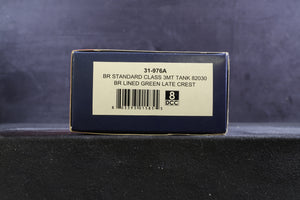 31-976A
BR STANDARD CLASS 3MT TANK 82030
BR LINED GREEN LATE CREST
8
DCC